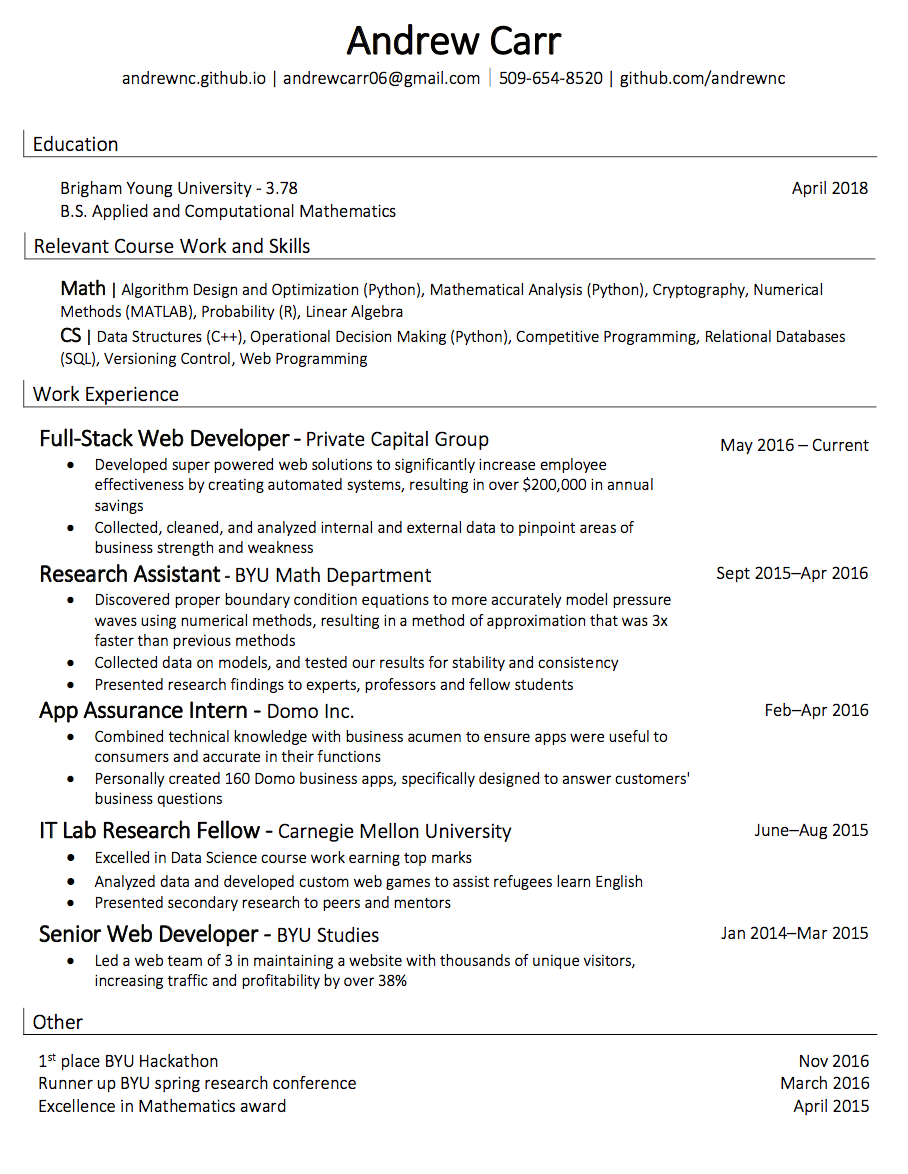 Andrew Carr
andrewnc.github.io | andrewcarr06@gmail.com | 509-654-8520 | github.com/andrewnc
Education
Brigham Young University - 3.78 April 2018
B.S. Applied and Computational Mathematics
Relevant Course Work and Skills
Math | Algorithm Design and Optimization (Python), Mathematical Analysis (Python), Cryptography, Numerical
Methods (MATLAB), Probability (R), Linear Algebra
CS | Data Structures (C++), Operational Decision Making (Python), Competitive Programming, Relational Databases
(SQL), Versioning Control, Web Programming
Work Experience
Full-Stack Web Developer - Private Capital Group May 2016 – Current
• Developed super powered web solutions to significantly increase employee
effectiveness by creating automated systems, resulting in over $200,000 in annual
savings
• Collected, cleaned, and analyzed internal and external data to pinpoint areas of
business strength and weakness
Research Assistant - BYU Math Department Sept 2015–Apr 2016
• Discovered proper boundary condition equations to more accurately model pressure
waves using numerical methods, resulting in a method of approximation that was 3x
faster than previous methods
• Collected data on models, and tested our results for stability and consistency
• Presented research findings to experts, professors and fellow students
App Assurance Intern - Domo Inc. Feb–Apr 2016
• Combined technical knowledge with business acumen to ensure apps were useful to
consumers and accurate in their functions
• Personally created 160 Domo business apps, specifically designed to answer customers'
business questions
IT Lab Research Fellow - Carnegie Mellon University June–Aug 2015
• Excelled in Data Science course work earning top marks
• Analyzed data and developed custom web games to assist refugees learn English
• Presented secondary research to peers and mentors
Senior Web Developer - BYU Studies Jan 2014–Mar 2015
• Led a web team of 3 in maintaining a website with thousands of unique visitors,
increasing traffic and profitability by over 38%
Other
1st place BYU Hackathon Nov 2016
Runner up BYU spring research conference March 2016
Excellence in Mathematics award April 2015